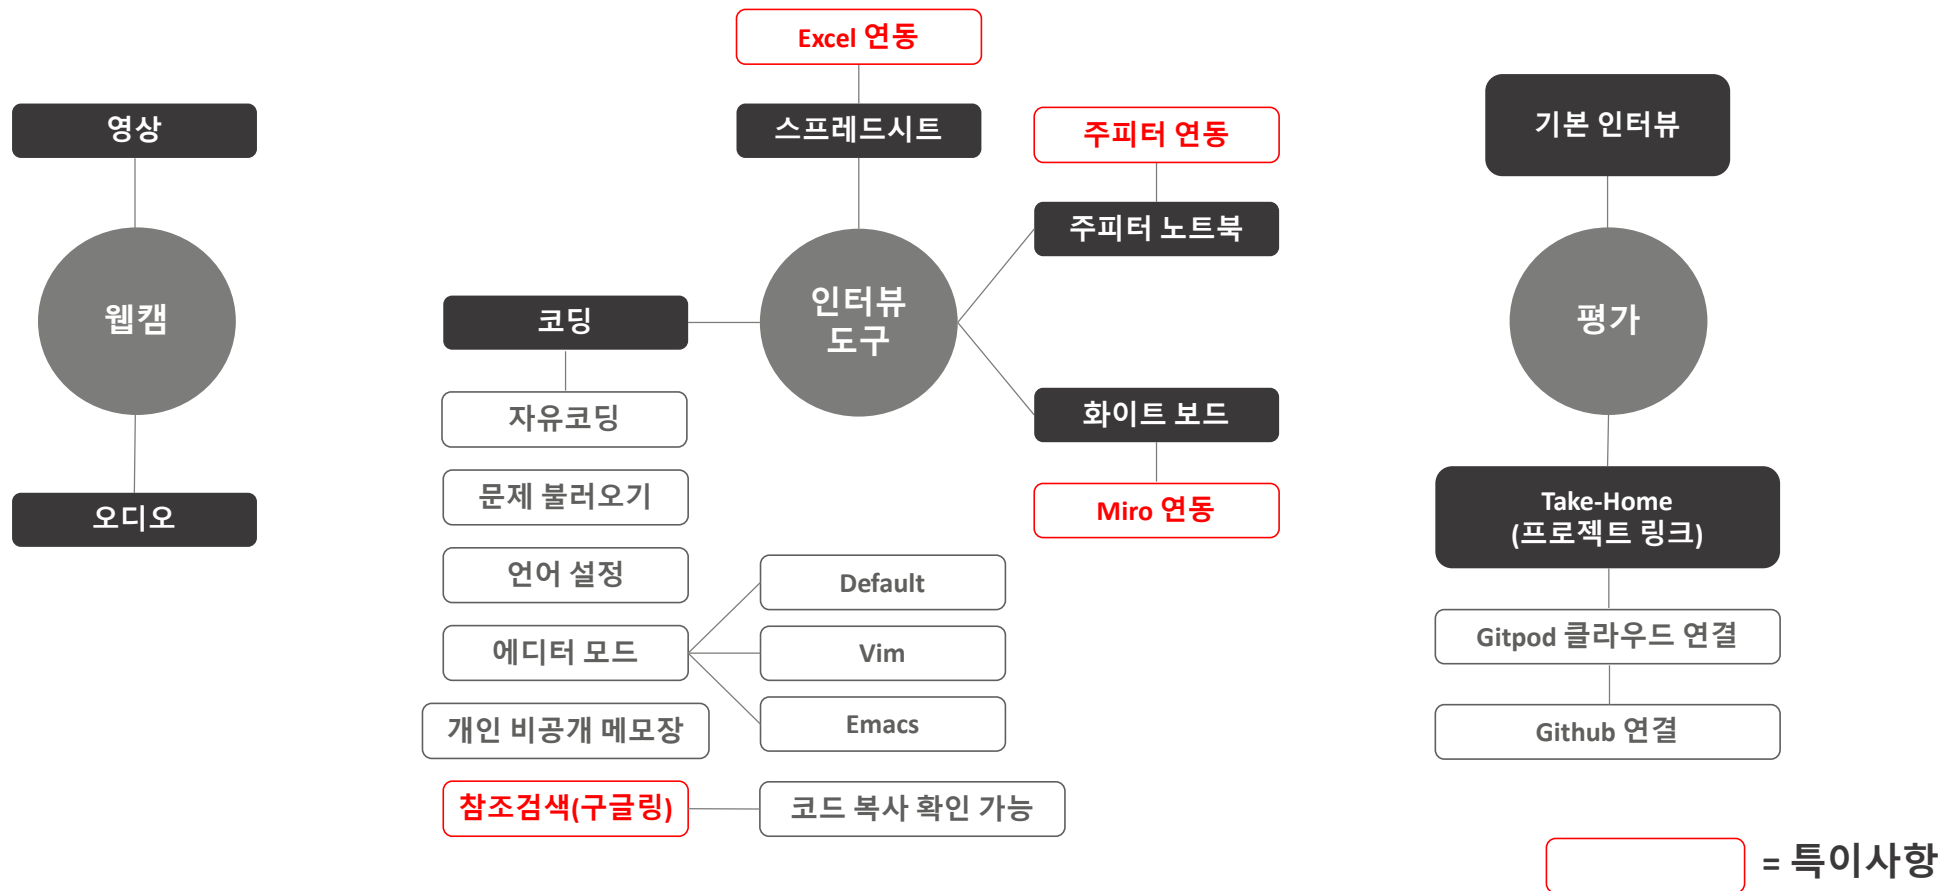 영상
웹캠
오디오
Excel 연동
스프레드시트
주피터 연동
주피터 노트북
인터뷰
도구
코딩
화이트 보드
Miro 연동
자유코딩
문제 불러오기
언어 설정
에디터 모드
Default
Vim
Emacs
개인 비공개 메모장
참조검색(구글링)
코드 복사 확인 가능
기본 인터뷰
평가
Take-Home
(프로젝트 링크)
Gitpod 클라우드 연결
Github 연결
= 특이사항